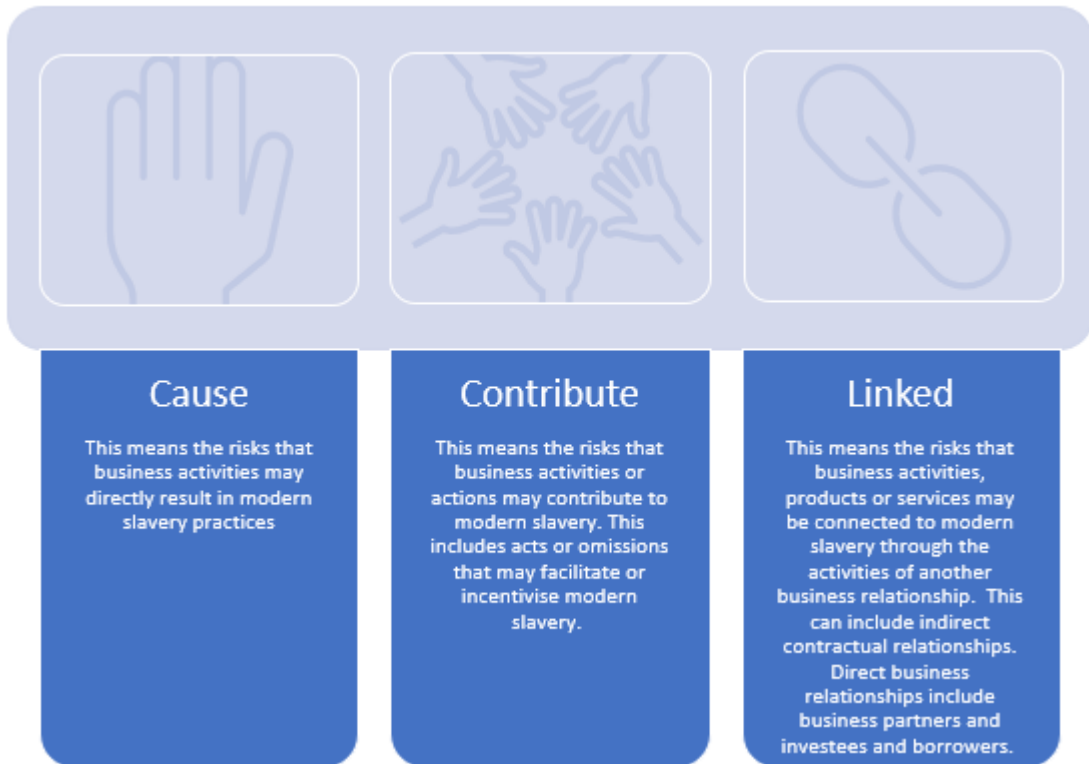 Cause
This means the risks that
business activities may
directly result in modern
slavery practices
Contribute
This means the risks that
business activities or
actions may contribute to
modern slavery. This
includes acts or omissions
that may facilitate or
incentivise modern
slavery.
Linked
This means the risks that
business activities,
products or services may
be connected to modern
slavery through the
activities of another
business relationship.  This
can include indirect
contractual relationships.
Direct business
relationships include
business partners and
investees and borrowers.